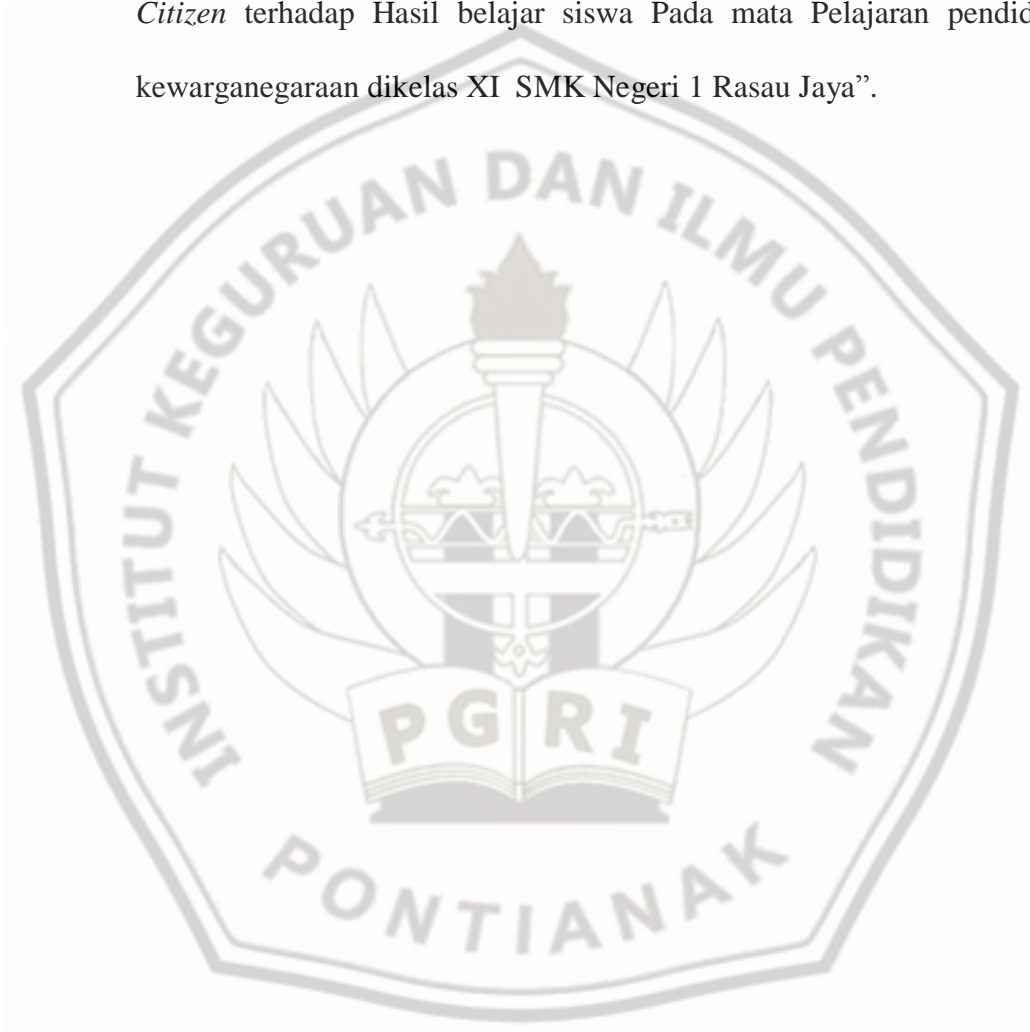 Citizen terhadap Hasil belajar siswa Pada mata Pelajaran pendid
kewarganegaraan dikelas XI SMK Negeri 1 Rasau Jaya”.
INSTITUT KEGURUAN DAN ILMU PENDIDIKAN
PGRI
PONTIANAK